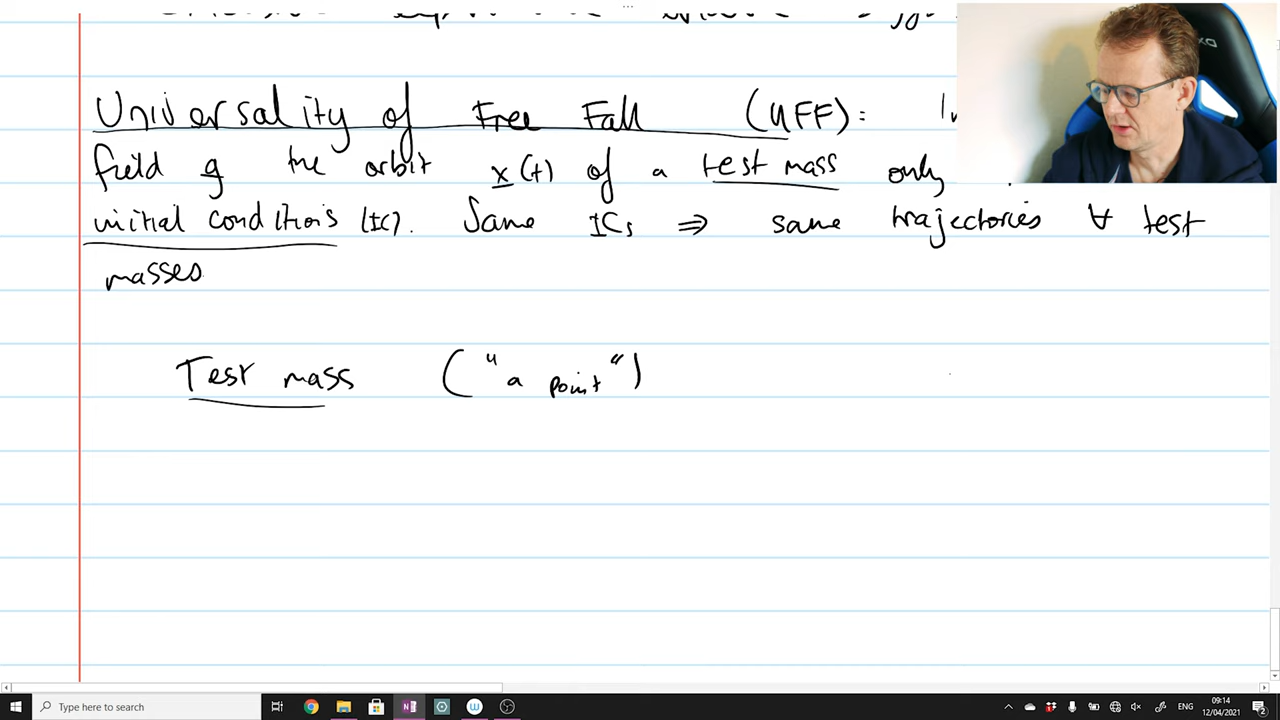 Universality of Free Fall (UFF):
field g the orbit x(t) of a test mass only
initial conditions (IC). Same ICs ⇒ same trajectories ∀ test
masses
Test mass ("a point")
Type here to search
ENG
09:14
12/04/2021
2